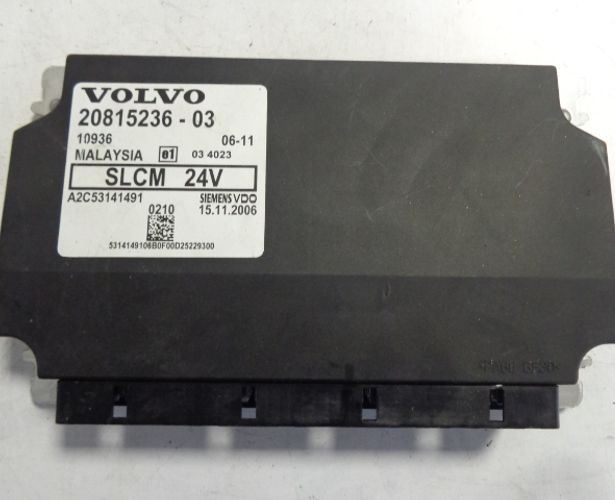 VOLVO
20815236 - 03
10936 06-11
MALAYSIA e1 03 4023
SLCM 24V
A2C53141491 SIEMENS VDO
0210 15.11.2006
5314149106B0F00D25229300